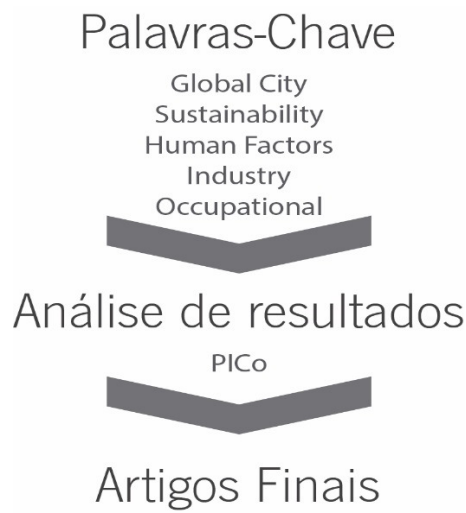 Palavras-Chave
Global City
Sustainability
Human Factors
Industry
Occupational
Análise de resultados
PICo
Artigos Finais